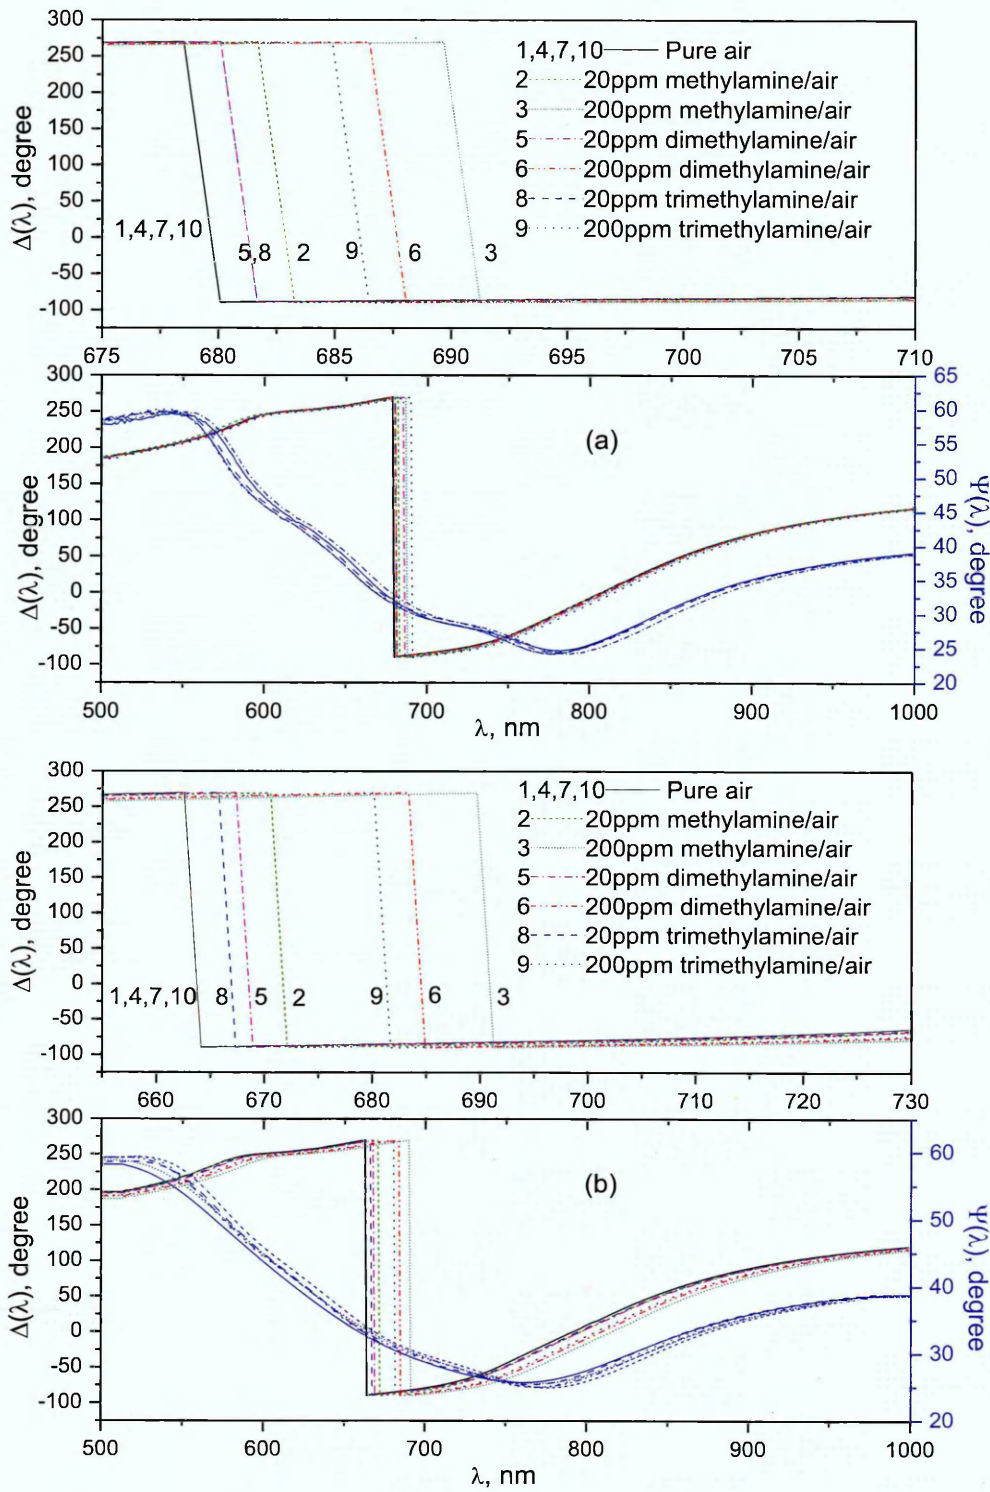 300
250
200
150
100
50
0
-50
-100
Δ(λ), degree
1,4,7,10 Pure air
2 20ppm methylamine/air
3 200ppm methylamine/air
5 20ppm dimethylamine/air
6 200ppm dimethylamine/air
8 20ppm trimethylamine/air
9 200ppm trimethylamine/air
1,4,7,10 5,8 2 9 6 3
675 680 685 690 695 700 705 710
300
250
200
150
100
50
0
-50
-100
Δ(λ), degree
(a)
65
60
55
50
45
40
35
30
25
20
Ψ(λ), degree
500 600 700 800 900 1000
λ, nm
300
250
200
150
100
50
0
-50
-100
Δ(λ), degree
1,4,7,10 Pure air
2 20ppm methylamine/air
3 200ppm methylamine/air
5 20ppm dimethylamine/air
6 200ppm dimethylamine/air
8 20ppm trimethylamine/air
9 200ppm trimethylamine/air
1,4,7,10 8 5 2 9 6 3
660 670 680 690 700 710 720 730
300
250
200
150
100
50
0
-50
-100
Δ(λ), degree
(b)
60
50
40
30
20
Ψ(λ), degree
500 600 700 800 900 1000
λ, nm